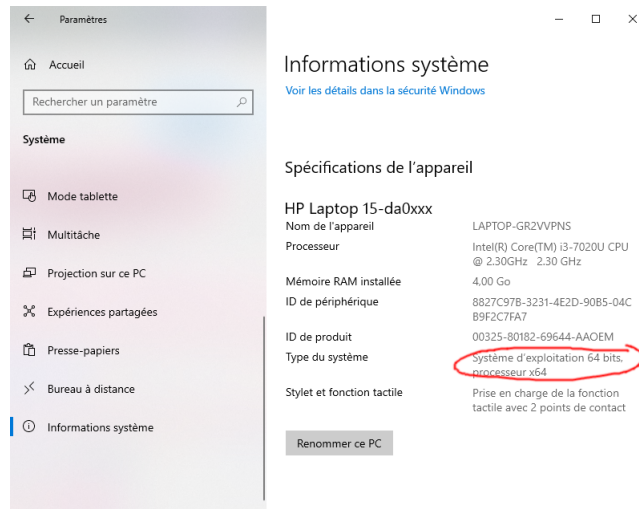 Paramètres
Accueil
Rechercher un paramètre
Système
Mode tablette
Multitâche
Projection sur ce PC
Expériences partagées
Presse-papiers
Bureau à distance
Informations système
Informations système
Voir les détails dans la sécurité Windows
Spécifications de l'appareil
HP Laptop 15-da0xxx
Nom de l'appareil LAPTOP-GR2VVPNS
Processeur Intel(R) Core(TM) i3-7020U CPU
@ 2.30GHz 2.30 GHz
Mémoire RAM installée 4,00 Go
ID de périphérique 8827C97B-3231-4E2D-90B5-04C
B9F2C7FA7
ID de produit 00325-80182-69644-AAOEM
Type du système Système d'exploitation 64 bits,
processeur x64
Stylet et fonction tactile Prise en charge de la fonction
tactile avec 2 points de contact
Renommer ce PC